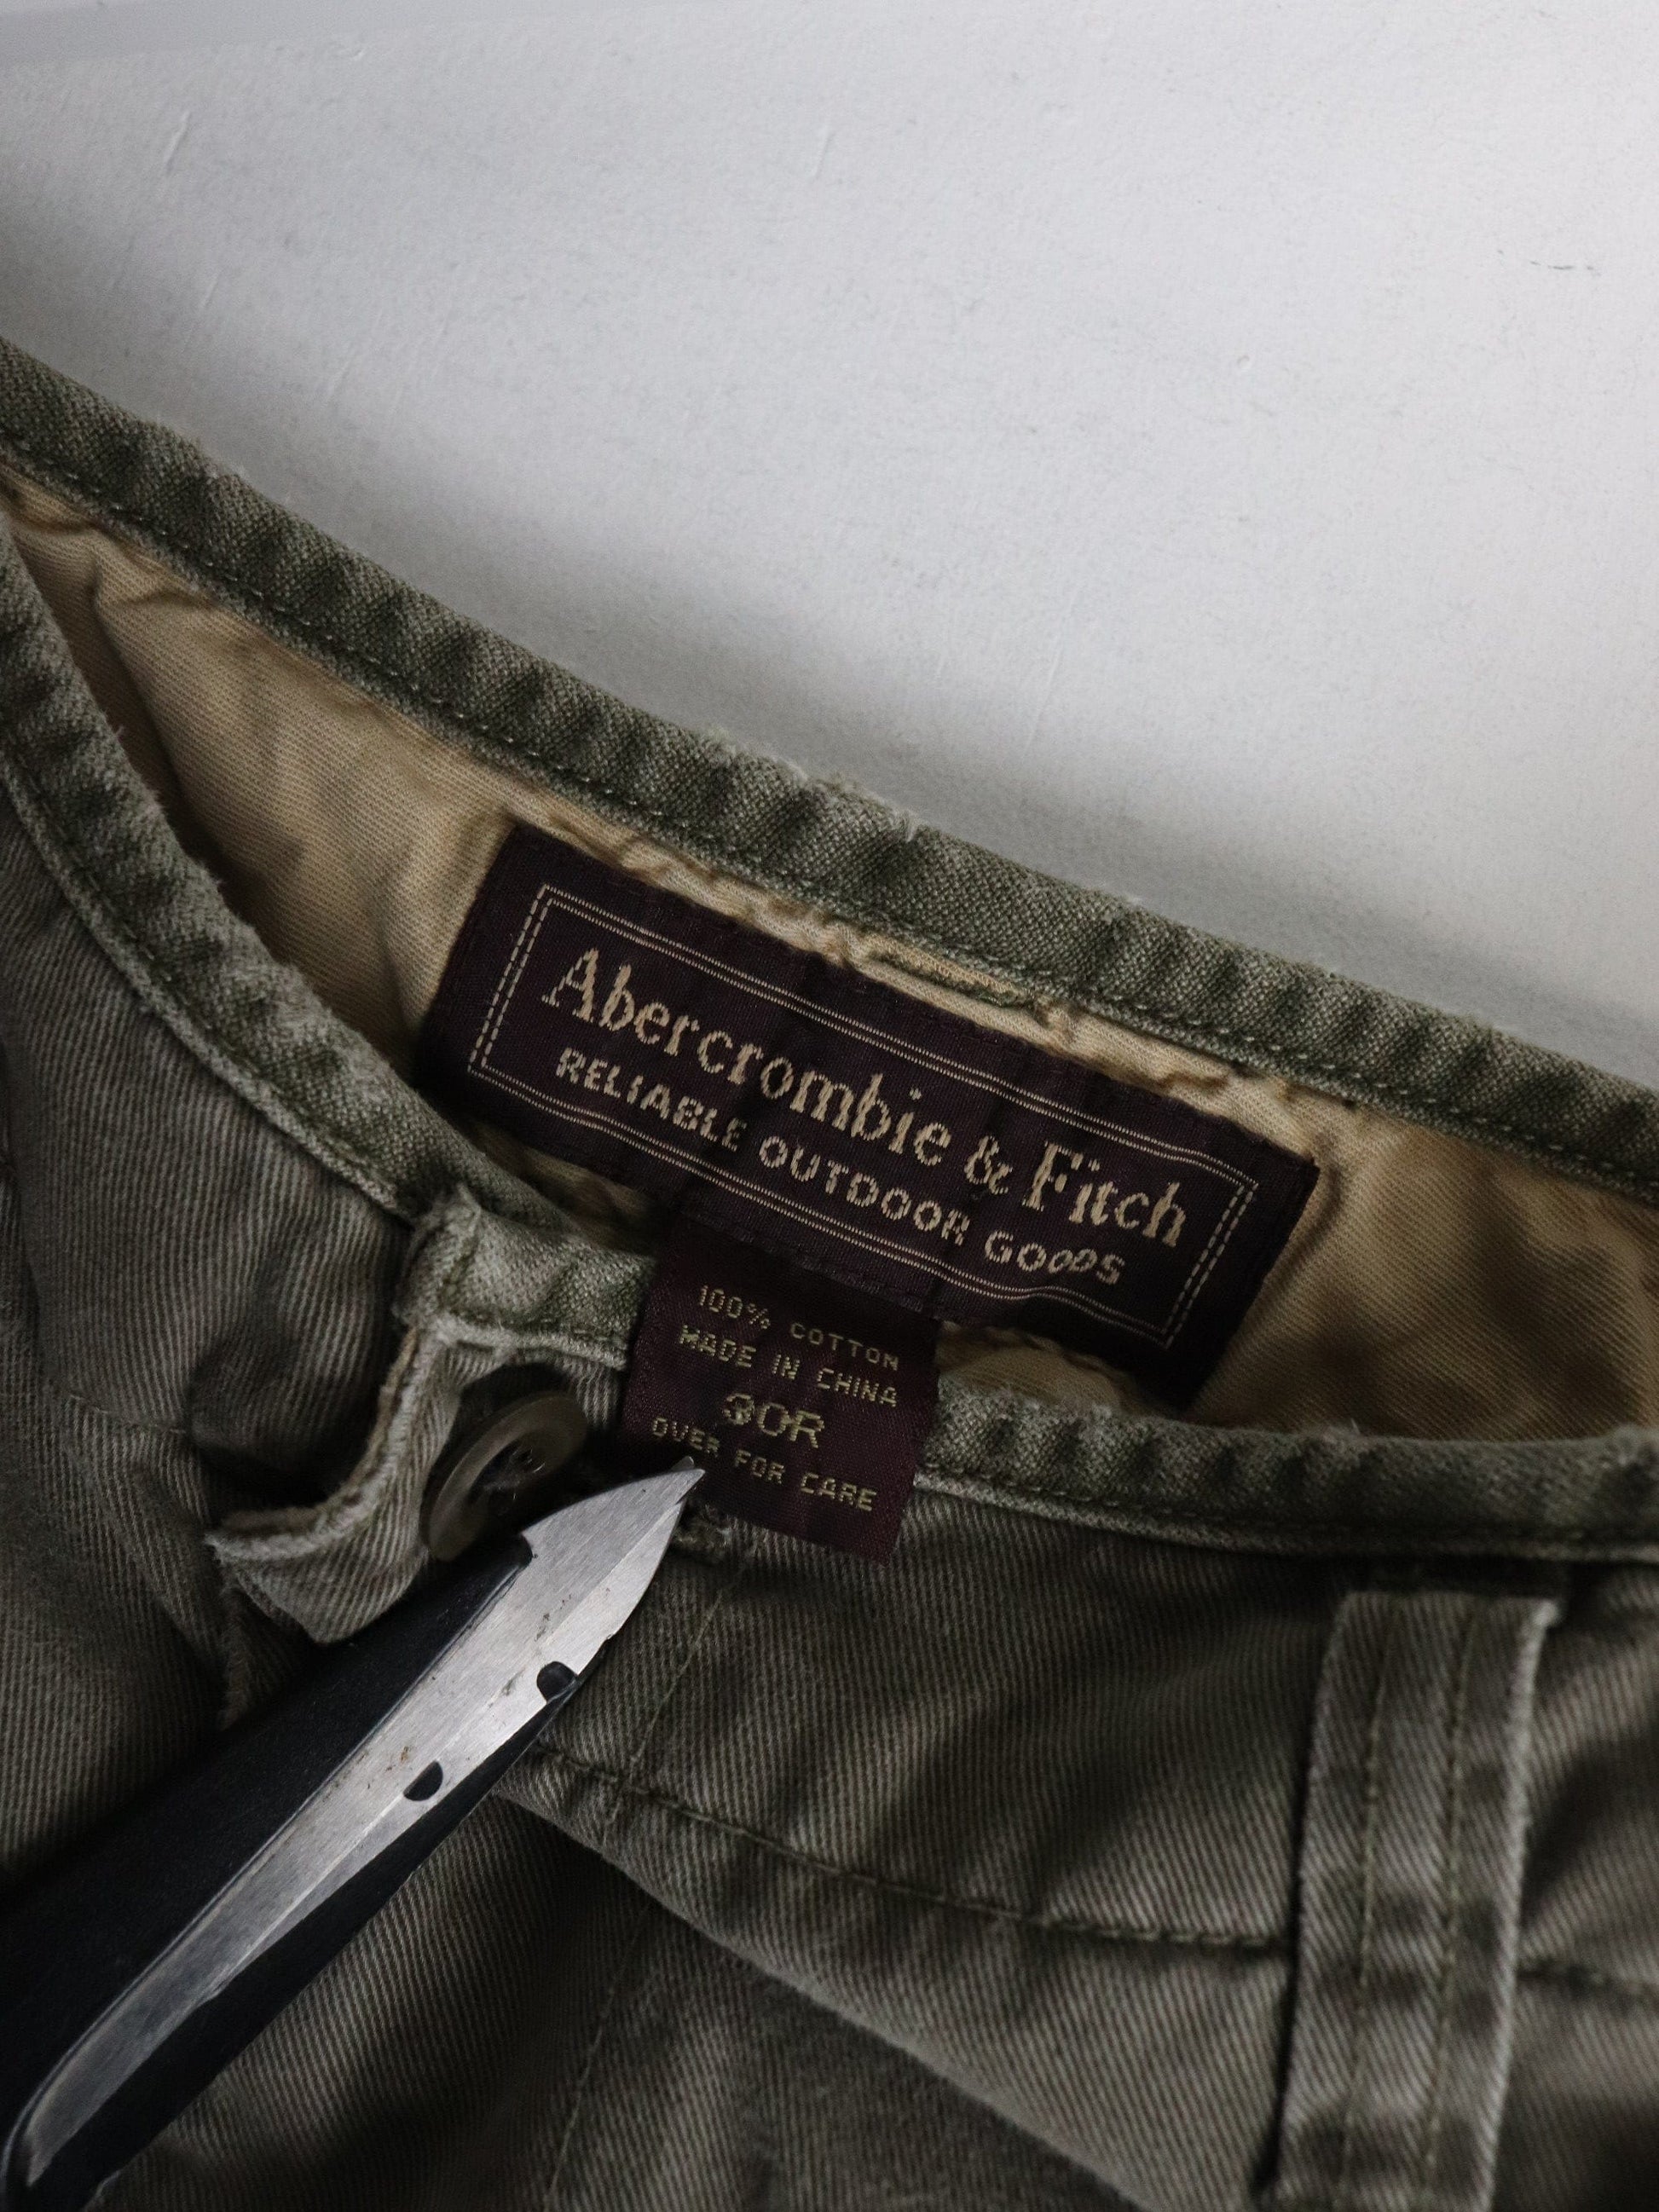 Abercrombie & Fitch
RELIABLE OUTDOOR GOODS
100% COTTON
MADE IN CHINA
30R
OVER FOR CARE